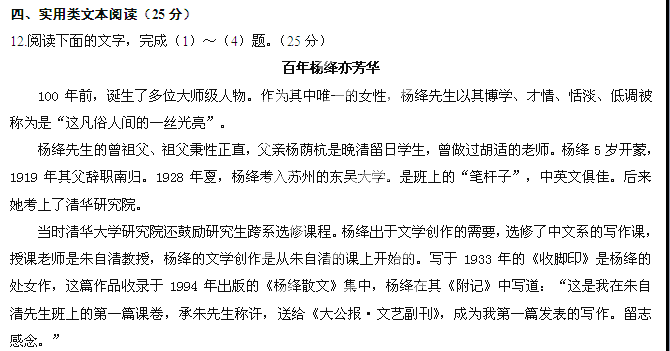 四、实用类文本阅读（25 分）
12.阅读下面的文字，完成（1）～（4）题。（25 分）
百年杨绛亦芳华
100 年前，诞生了多位大师级人物。作为其中唯一的女性，杨绛先生以其博学、才情、恬淡、低调被
称为是“这凡俗人间的一丝光亮”。
杨绛先生的曾祖父、祖父秉性正直，父亲杨荫杭是晚清留日学生，曾做过胡适的老师。杨绛 5 岁开蒙，
1919 年其父辞职南归。1928 年夏，杨绛考入苏州的东吴大学。是班上的“笔杆子”，中英文俱佳。后来
她考上了清华研究院。
当时清华大学研究院还鼓励研究生跨系选修课程。杨绛出于文学创作的需要，选修了中文系的写作课，
授课老师是朱自清教授，杨绛的文学创作是从朱自清的课上开始的。写于 1933 年的《收脚印》是杨绛的
处女作，这篇作品收录于 1994 年出版的《杨绛散文》集中，杨绛在其《附记》中写道：“这是我在朱自
清先生班上的第一篇课卷，承朱先生称许，送给《大公报·文艺副刊》，成为我第一篇发表的写作。留志
感念。”